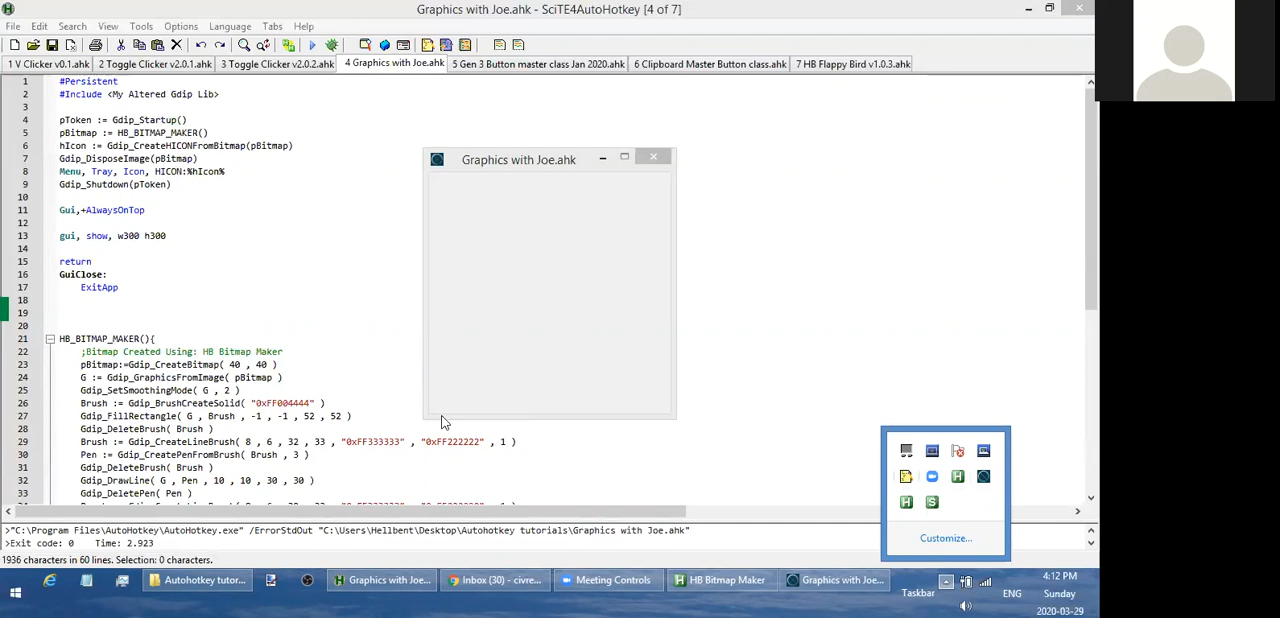 Graphics with Joe.ahk - SciTE4AutoHotkey [4 of 7]
File Edit Search View Tools Options Language Tabs Help
1 V Clicker v0.1.ahk 2 Toggle Clicker v2.0.1.ahk 3 Toggle Clicker v2.0.2.ahk 4 Graphics with Joe.ahk 5 Gen 3 Button master class Jan 2020.ahk 6 Clipboard Master Button class.ahk 7 HB Flappy Bird v1.0.3.ahk
1 #Persistent
2 #Include <My Altered Gdip Lib>
3
4 pToken := Gdip_Startup()
5 pBitmap := HB_BITMAP_MAKER()
6 hIcon := Gdip_CreateHICONFromBitmap(pBitmap)
7 Gdip_DisposeImage(pBitmap)
8 Menu, Tray, Icon, HICON:%hIcon%
9 Gdip_Shutdown(pToken)
10
11 Gui,+AlwaysOnTop
12
13 gui, show, w300 h300
14
15 return
16 GuiClose:
17 ExitApp
18
19
20
21 HB_BITMAP_MAKER(){
22 ;Bitmap Created Using: HB Bitmap Maker
23 pBitmap:=Gdip_CreateBitmap( 40 , 40 )
24 G := Gdip_GraphicsFromImage( pBitmap )
25 Gdip_SetSmoothingMode( G , 2 )
26 Brush := Gdip_BrushCreateSolid( "0xFF004444" )
27 Gdip_FillRectangle( G , Brush , -1 , -1 , 52 , 52 )
28 Gdip_DeleteBrush( Brush )
29 Brush := Gdip_CreateLineBrush( 8 , 6 , 32 , 33 , "0xFF333333" , "0xFF222222" , 1 )
30 Pen := Gdip_CreatePenFromBrush( Brush , 3 )
31 Gdip_DeleteBrush( Brush )
32 Gdip_DrawLine( G , Pen , 10 , 10 , 30 , 30 )
33 Gdip_DeletePen( Pen )
Graphics with Joe.ahk
Customize...
>"C:\Program Files\AutoHotkey\AutoHotkey.exe" /ErrorStdOut "C:\Users\Hellbent\Desktop\Autohotkey tutorials\Graphics with Joe.ahk"
>Exit code: 0 Time: 2.923
1936 characters in 60 lines. Selection: 0 characters.
Autohotkey tutor... Graphics with Joe... Inbox (30) - civre... Meeting Controls HB Bitmap Maker Graphics with Joe... Taskbar ENG
4:12 PM
Sunday
2020-03-29